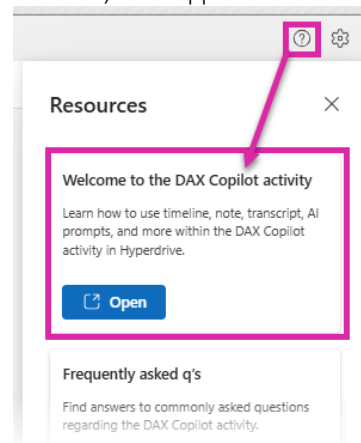 Resources
Welcome to the DAX Copilot activity
Learn how to use timeline, note, transcript, AI
prompts, and more within the DAX Copilot
activity in Hyperdrive.
Open
Frequently asked q's
Find answers to commonly asked questions
regarding the DAX Copilot activity.